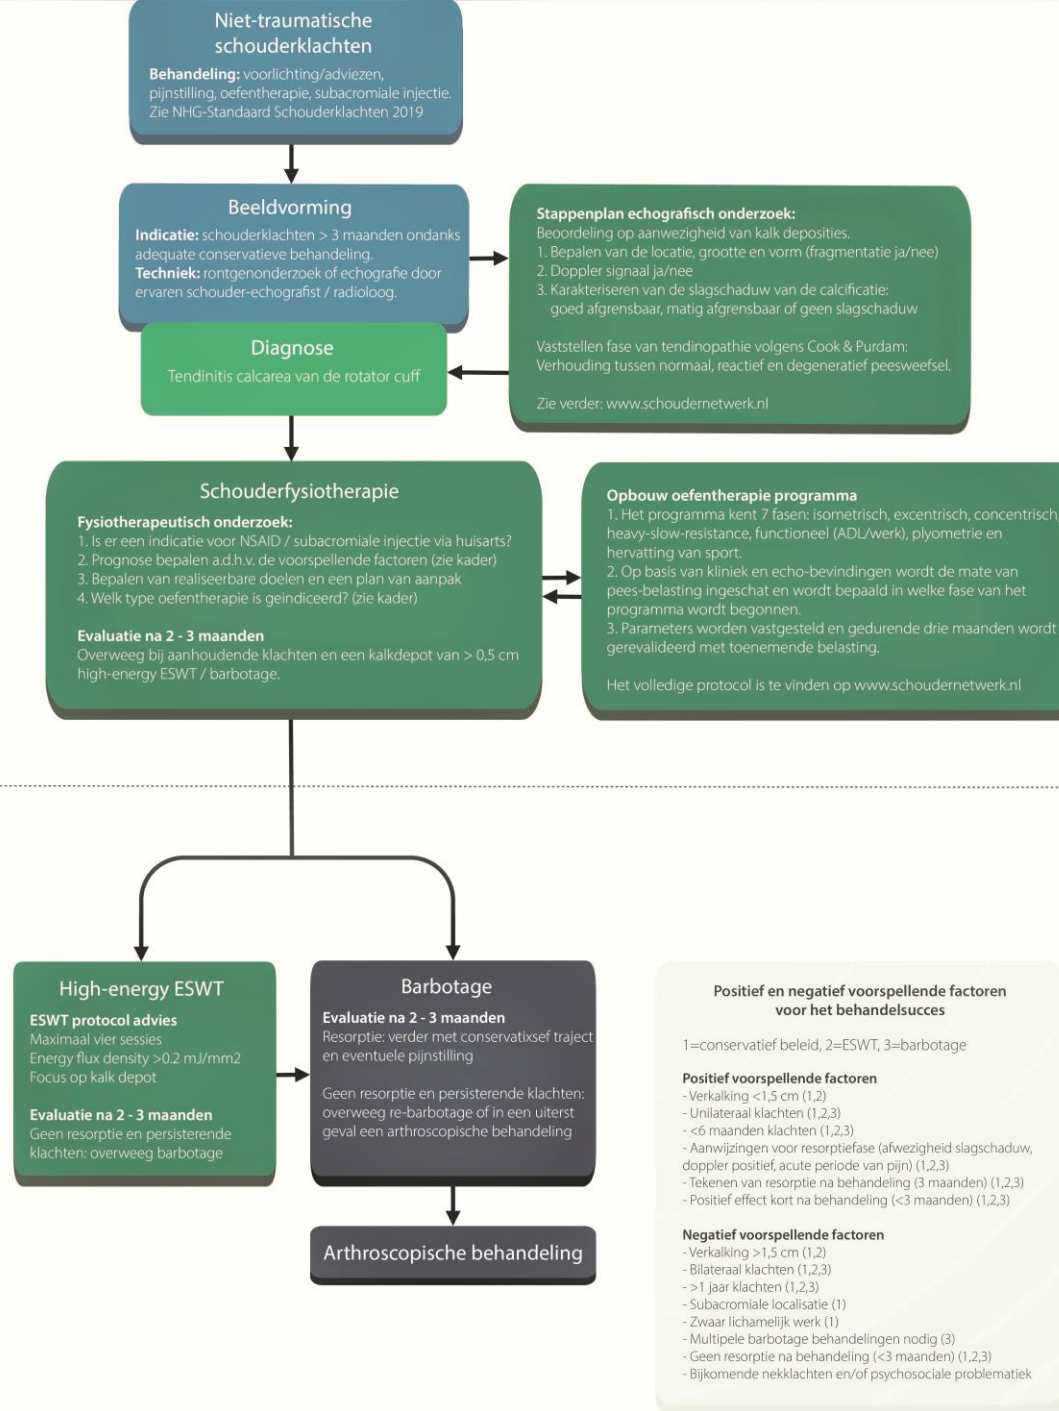 Niet-traumatische
schouderklachten
Behandeling: voorlichting/adviezen,
pijnstilling, oefentherapie, subacromiale injectie.
Zie NHG-Standaard Schouderklachten 2019
Beeldvorming
Indicatie: schouderklachten > 3 maanden ondanks
adequate conservatieve behandeling.
Techniek: rontgenonderzoek of echografie door
ervaren schouder-echografist / radioloog.
Stappenplan echografisch onderzoek:
Beoordeling op aanwezigheid van kalk deposities.
1. Bepalen van de locatie, grootte en vorm (fragmentatie ja/nee)
2. Doppler signaal ja/nee
3. Karakteriseren van de slagschaduw van de calcificatie:
goed afgrensbaar, matig afgrensbaar of geen slagschaduw
Vaststellen fase van tendinopathie volgens Cook & Purdam:
Verhouding tussen normaal, reactief en degeneratief peesweefsel.
Zie verder: www.schoudernetwerk.nl
Diagnose
Tendinitis calcarea van de rotator cuff
Schouderfysiotherapie
Fysiotherapeutisch onderzoek:
1. Is er een indicatie voor NSAID / subacromiale injectie via huisarts?
2. Prognose bepalen a.d.h.v. de voorspellende factoren (zie kader)
3. Bepalen van realiseerbare doelen en een plan van aanpak
4. Welk type oefentherapie is geindiceerd? (zie kader)
Evaluatie na 2 - 3 maanden
Overweeg bij aanhoudende klachten en een kalkdepot van > 0,5 cm
high-energy ESWT / barbotage.
Opbouw oefentherapie programma
1. Het programma kent 7 fasen: isometrisch, excentrisch, concentrisch,
heavy-slow-resistance, functioneel (ADL/werk), plyometrie en
hervatting van sport.
2. Op basis van kliniek en echo-bevindingen wordt de mate van
pees-belasting ingeschat en wordt bepaald in welke fase van het
programma wordt begonnen.
3. Parameters worden vastgesteld en gedurende drie maanden wordt
gerevalideerd met toenemende belasting.
Het volledige protocol is te vinden op www.schoudernetwerk.nl
High-energy ESWT
ESWT protocol advies
Maximaal vier sessies
Energy flux density >0.2 mJ/mm2
Focus op kalk depot
Evaluatie na 2 - 3 maanden
Geen resorptie en persisterende
klachten: overweeg barbotage
Barbotage
Evaluatie na 2 - 3 maanden
Resorptie: verder met conservatixsef traject
en eventuele pijnstilling
Geen resorptie en persisterende klachten:
overweeg re-barbotage of in een uiterst
geval een arthroscopische behandeling
Arthroscopische behandeling
Positief en negatief voorspellende factoren
voor het behandelsucces
1=conservatief beleid, 2=ESWT, 3=barbotage
Positief voorspellende factoren
- Verkalking <1,5 cm (1,2)
- Unilateraal klachten (1,2,3)
- <6 maanden klachten (1,2,3)
- Aanwijzingen voor resorptiefase (afwezigheid slagschaduw,
doppler positief, acute periode van pijn) (1,2,3)
- Tekenen van resorptie na behandeling (3 maanden) (1,2,3)
- Positief effect kort na behandeling (<3 maanden) (1,2,3)
Negatief voorspellende factoren
- Verkalking >1,5 cm (1,2)
- Bilateraal klachten (1,2,3)
- >1 jaar klachten (1,2,3)
- Subacromiale localisatie (1)
- Zwaar lichamelijk werk (1)
- Multipele barbotage behandelingen nodig (3)
- Geen resorptie na behandeling (<3 maanden) (1,2,3)
- Bijkomende nekklachten en/of psychosociale problematiek